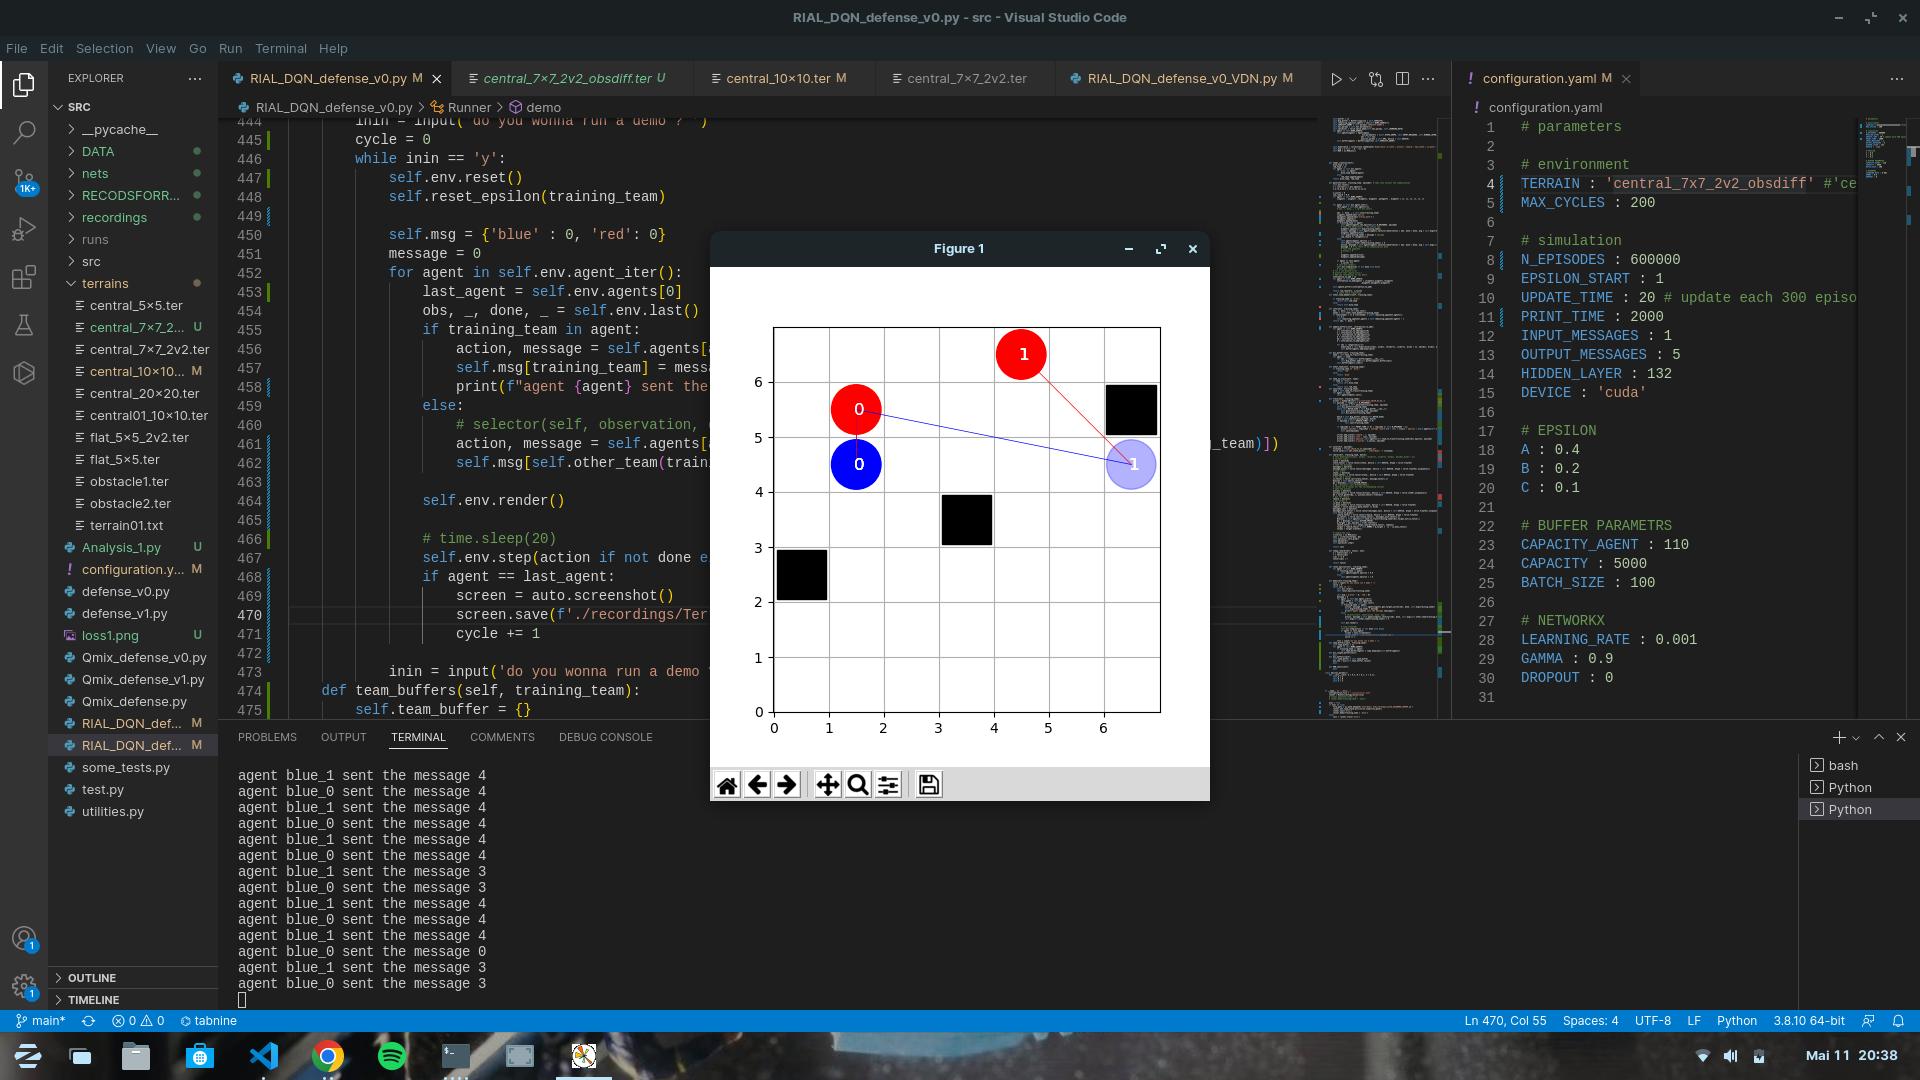 RIAL_DQN_defense_v0.py - src - Visual Studio Code
File Edit Selection View Go Run Terminal Help
EXPLORER
SRC
__pycache__
DATA
nets
RECODSFORR...
recordings
runs
src
terrains
central_5×5.ter
central_7×7_2... U
central_7×7_2v2.ter
central_10×10... M
central_20×20.ter
central01_10×10.ter
flat_5×5_2v2.ter
flat_5×5.ter
obstacle1.ter
obstacle2.ter
terrain01.txt
Analysis_1.py U
configuration.y... M
defense_v0.py
defense_v1.py
loss1.png U
Qmix_defense_v0.py
Qmix_defense_v1.py
Qmix_defense.py
RIAL_DQN_def... M
RIAL_DQN_def... M
some_tests.py
test.py
utilities.py
OUTLINE
TIMELINE
1K+
1
1
RIAL_DQN_defense_v0.py M central_7×7_2v2_obsdiff.ter U central_10×10.ter M central_7×7_2v2.ter RIAL_DQN_defense_v0_VDN.py M
RIAL_DQN_defense_v0.py > Runner > demo
444 inin = input('do you wonna run a demo ? ')
445 cycle = 0
446 while inin == 'y':
447 self.env.reset()
448 self.reset_epsilon(training_team)
449
450 self.msg = {'blue' : 0, 'red': 0}
451 message = 0
452 for agent in self.env.agent_iter():
453 last_agent = self.env.agents[0]
454 obs, _, done, _ = self.env.last()
455 if training_team in agent:
456 action, message = self.agents[
457 self.msg[training_team] = mess
458 print(f"agent {agent} sent the
459 else:
460 # selector(self, observation,
461 action, message = self.agents[ _team)])
462 self.msg[self.other_team(train
463
464 self.env.render()
465
466 # time.sleep(20)
467 self.env.step(action if not done e
468 if agent == last_agent:
469 screen = auto.screenshot()
470 screen.save(f'./recordings/Ter
471 cycle += 1
472
473 inin = input('do you wonna run a demo
474 def team_buffers(self, training_team):
475 self.team_buffer = {}
Figure 1
1
0
0
1
6
5
4
3
2
1
0
0 1 2 3 4 5 6
configuration.yaml M
configuration.yaml
1 # parameters
2
3 # environment
4 TERRAIN : 'central_7x7_2v2_obsdiff' #'ce
5 MAX_CYCLES : 200
6
7 # simulation
8 N_EPISODES : 600000
9 EPSILON_START : 1
10 UPDATE_TIME : 20 # update each 300 episo
11 PRINT_TIME : 2000
12 INPUT_MESSAGES : 1
13 OUTPUT_MESSAGES : 5
14 HIDDEN_LAYER : 132
15 DEVICE : 'cuda'
16
17 # EPSILON
18 A : 0.4
19 B : 0.2
20 C : 0.1
21
22 # BUFFER PARAMETRS
23 CAPACITY_AGENT : 110
24 CAPACITY : 5000
25 BATCH_SIZE : 100
26
27 # NETWORKX
28 LEARNING_RATE : 0.001
29 GAMMA : 0.9
30 DROPOUT : 0
31
PROBLEMS OUTPUT TERMINAL COMMENTS DEBUG CONSOLE
agent blue_1 sent the message 4
agent blue_0 sent the message 4
agent blue_1 sent the message 4
agent blue_0 sent the message 4
agent blue_1 sent the message 4
agent blue_0 sent the message 4
agent blue_1 sent the message 3
agent blue_0 sent the message 3
agent blue_1 sent the message 4
agent blue_0 sent the message 4
agent blue_1 sent the message 4
agent blue_0 sent the message 0
agent blue_1 sent the message 3
agent blue_0 sent the message 3
bash
Python
Python
main* 0 0 tabnine
Ln 470, Col 55 Spaces: 4 UTF-8 LF Python 3.8.10 64-bit
Mai 11 20:38